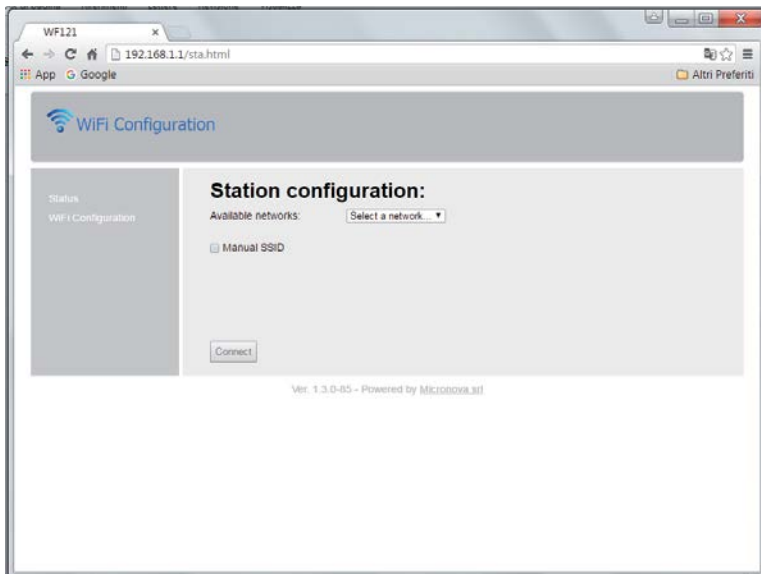 WF121
192.168.1.1/sta.html
App Google Altri Preferiti
WiFi Configuration
Status
WiFi Configuration
Station configuration:
Available networks: Select a network...
Manual SSID
Connect
Ver. 1.3.0-85 - Powered by Micronova srl